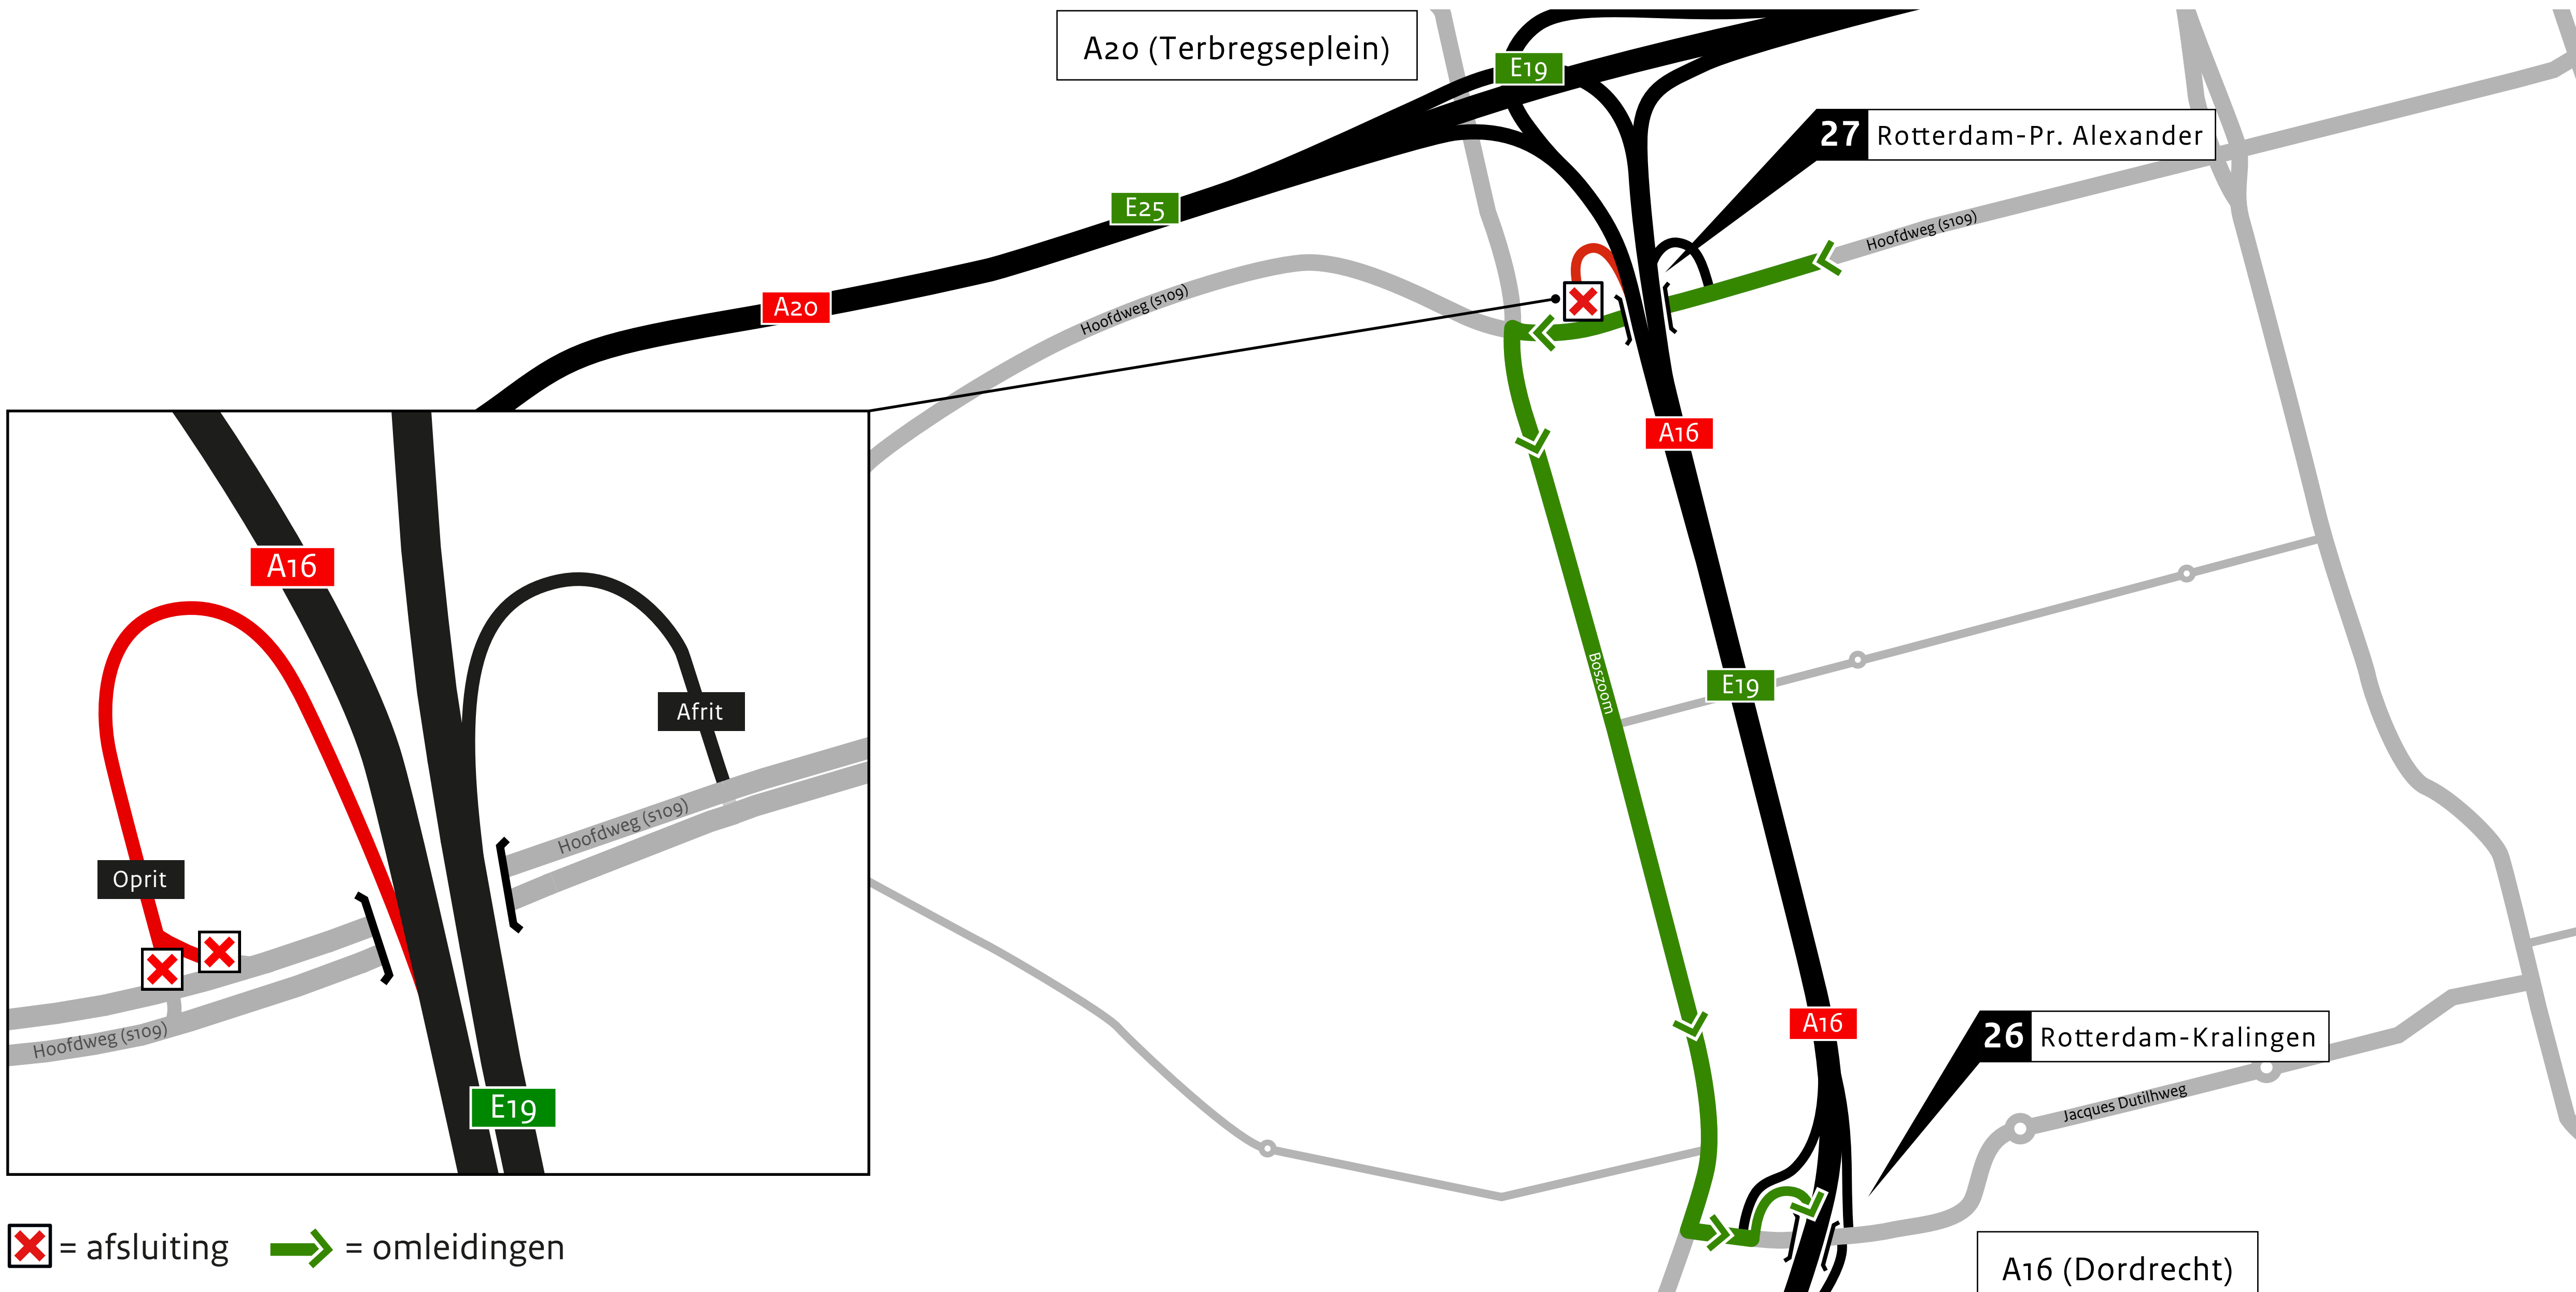 A20 (Terbregseplein)
E19
27 Rotterdam-Pr. Alexander
E25
Hoofdweg (s109)
A20
Hoofdweg (s109)
A16
A16
E19
Boszoom
Afrit
Hoofdweg (s109)
Oprit
Hoofdweg (s109)
E19
A16
26 Rotterdam-Kralingen
Jacques Dutilhweg
= afsluiting
= omleidingen
A16 (Dordrecht)